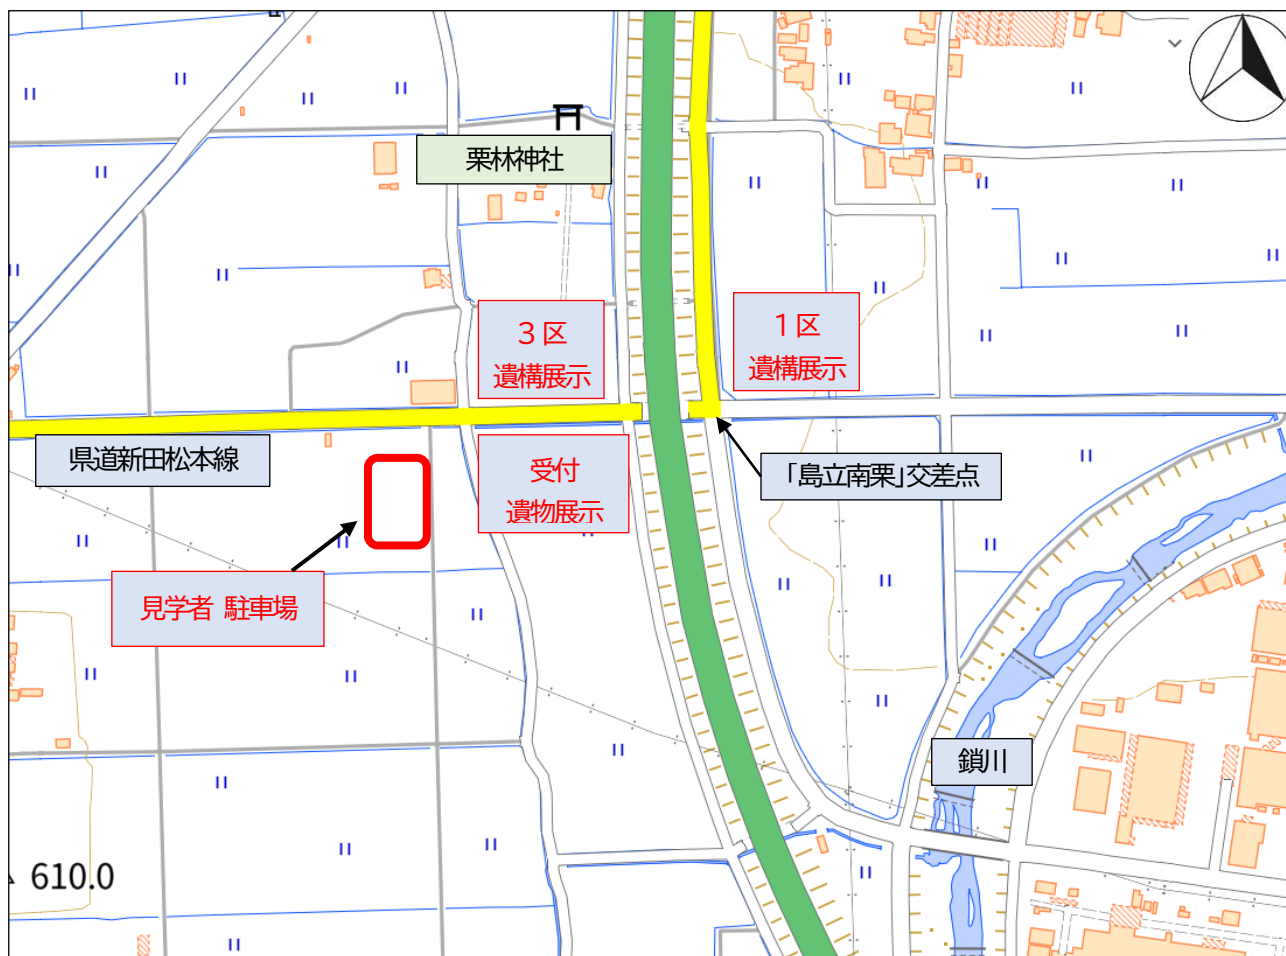 栗林神社
3区
遺構展示
1区
遺構展示
県道新田松本線
受付
遺物展示
「島立南栗」交差点
見学者 駐車場
鎖川
610.0